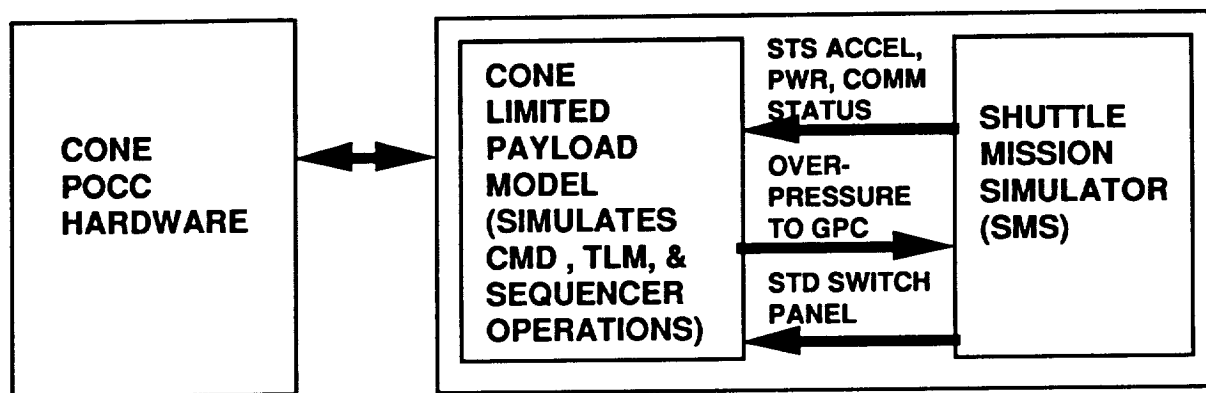 CONE
POCC
HARDWARE
CONE
LIMITED
PAYLOAD
MODEL
(SIMULATES
CMD , TLM, &
SEQUENCER
OPERATIONS)
STS ACCEL,
PWR, COMM
STATUS
OVER-
PRESSURE
TO GPC
STD SWITCH
PANEL
SHUTTLE
MISSION
SIMULATOR
(SMS)